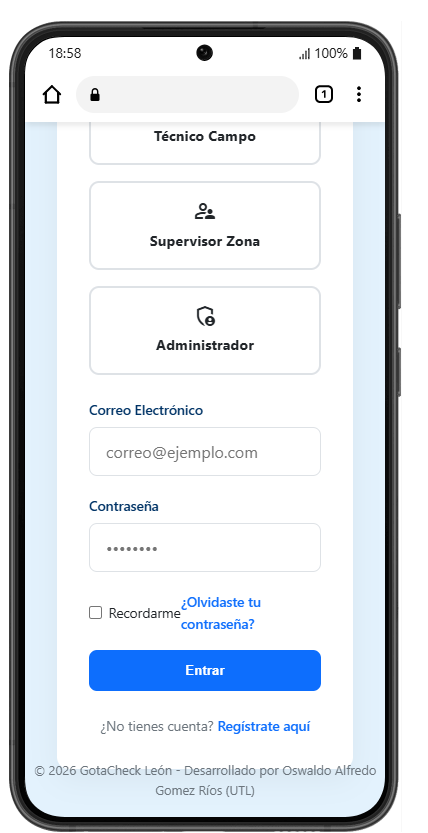 18:58
100%
1
Técnico Campo
Supervisor Zona
Administrador
Correo Electrónico
correo@ejemplo.com
Contraseña
••••••••
Recordarme
¿Olvidaste tu
contraseña?
Entrar
¿No tienes cuenta? Regístrate aquí
© 2026 GotaCheck León - Desarrollado por Oswaldo Alfredo
Gomez Ríos (UTL)